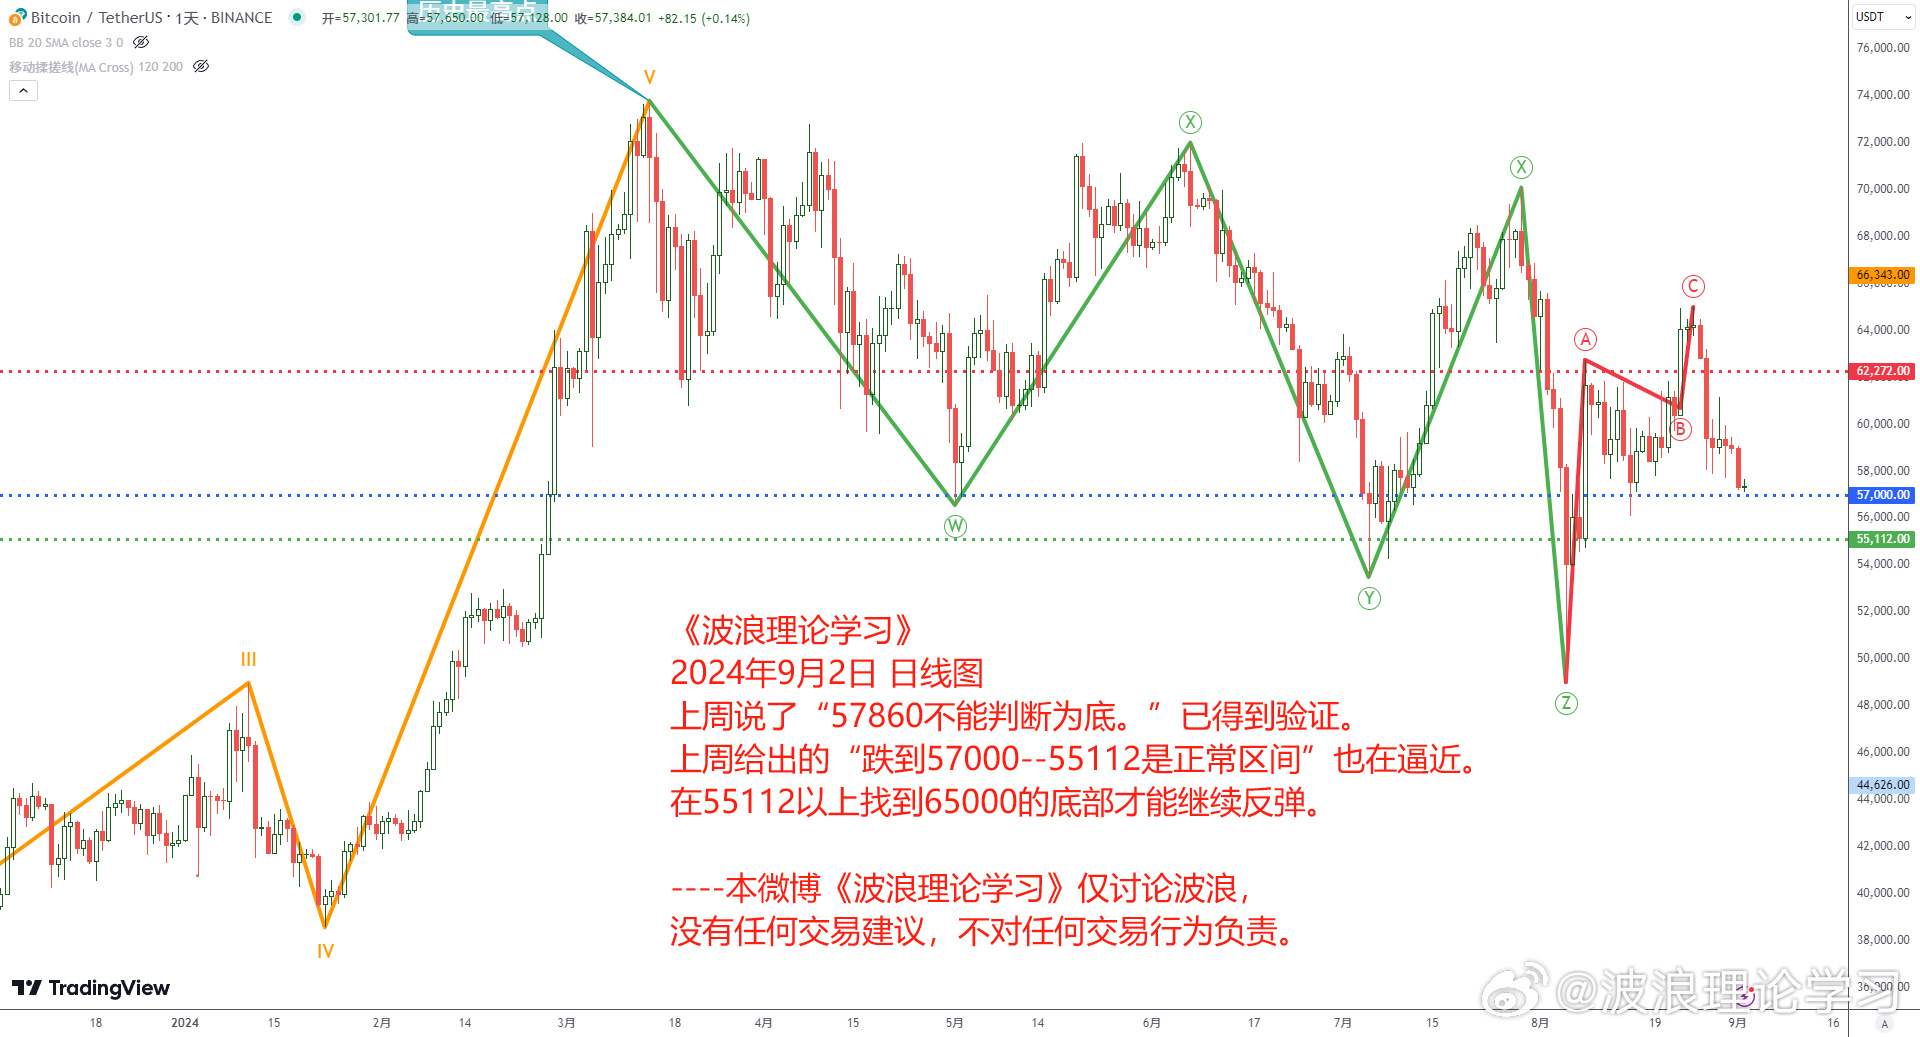 Bitcoin / TetherUS · 1天 · BINANCE 开=57,301.77 高=57,650.00 低=57,128.00 收=57,384.01 +82.15 (+0.14%)
历史最高点
USDT
BB 20 SMA close 3 0
移动揉搓线(MA Cross) 120 200
76,000.00
V
74,000.00
X
72,000.00
X
70,000.00
68,000.00
66,343.00
C
64,000.00
A
62,272.00
60,000.00
B
58,000.00
57,000.00
W
56,000.00
55,112.00
54,000.00
Y
52,000.00
《波浪理论学习》
III
50,000.00
2024年9月2日 日线图
Z
48,000.00
上周说了“57860不能判断为底。”已得到验证。
46,000.00
上周给出的“跌到57000--55112是正常区间”也在逼近。
44,626.00
44,000.00
在55112以上找到65000的底部才能继续反弹。
42,000.00
40,000.00
----本微博《波浪理论学习》仅讨论波浪，
没有任何交易建议，不对任何交易行为负责。
38,000.00
IV
TradingView
@波浪理论学习
36,000.00
18 2024 15 2月 14 3月 18 4月 15 5月 14 6月 17 7月 15 8月 19 9月 16
A